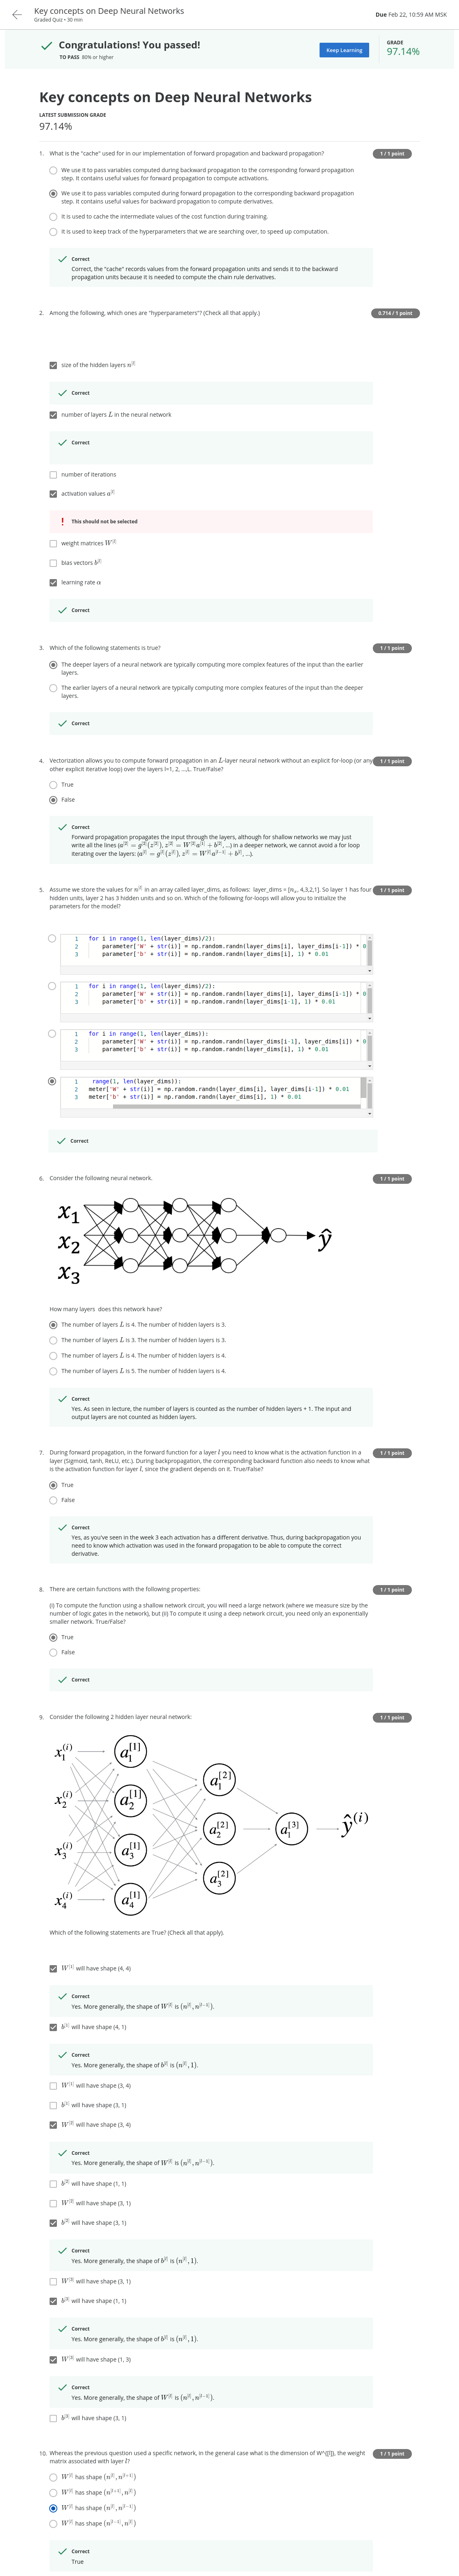 Key concepts on Deep Neural Networks
Graded Quiz • 30 min
Due Feb 22, 10:59 AM MSK
Congratulations! You passed!
TO PASS 80% or higher
Keep Learning
GRADE
97.14%
Key concepts on Deep Neural Networks
LATEST SUBMISSION GRADE
97.14%
1. What is the "cache" used for in our implementation of forward propagation and backward propagation?
1 / 1 point
We use it to pass variables computed during backward propagation to the corresponding forward propagation
step. It contains useful values for forward propagation to compute activations.
We use it to pass variables computed during forward propagation to the corresponding backward propagation
step. It contains useful values for backward propagation to compute derivatives.
It is used to cache the intermediate values of the cost function during training.
It is used to keep track of the hyperparameters that we are searching over, to speed up computation.
Correct
Correct, the "cache" records values from the forward propagation units and sends it to the backward
propagation units because it is needed to compute the chain rule derivatives.
2. Among the following, which ones are "hyperparameters"? (Check all that apply.)
0.714 / 1 point
size of the hidden layers n^[l]
Correct
number of layers L in the neural network
Correct
number of iterations
activation values a^[l]
This should not be selected
weight matrices W^[l]
bias vectors b^[l]
learning rate α
Correct
3. Which of the following statements is true?
1 / 1 point
The deeper layers of a neural network are typically computing more complex features of the input than the earlier
layers.
The earlier layers of a neural network are typically computing more complex features of the input than the deeper
layers.
Correct
4. Vectorization allows you to compute forward propagation in an L-layer neural network without an explicit for-loop (or any
other explicit iterative loop) over the layers l=1, 2, …,L. True/False?
1 / 1 point
True
False
Correct
Forward propagation propagates the input through the layers, although for shallow networks we may just
write all the lines (a^[2] = g^[2](z^[2]), z^[2] = W^[2]a^[1] + b^[2], ...) in a deeper network, we cannot avoid a for loop
iterating over the layers: (a^[l] = g^[l](z^[l]), z^[l] = W^[l]a^[l−1] + b^[l], ...).
5. Assume we store the values for n^[l] in an array called layer_dims, as follows: layer_dims = [n_x, 4,3,2,1]. So layer 1 has four
hidden units, layer 2 has 3 hidden units and so on. Which of the following for-loops will allow you to initialize the
parameters for the model?
1 / 1 point
1 for i in range(1, len(layer_dims)/2):
2 parameter['W' + str(i)] = np.random.randn(layer_dims[i], layer_dims[i-1]) * 0
3 parameter['b' + str(i)] = np.random.randn(layer_dims[i], 1) * 0.01
1 for i in range(1, len(layer_dims)/2):
2 parameter['W' + str(i)] = np.random.randn(layer_dims[i], layer_dims[i-1]) * 0
3 parameter['b' + str(i)] = np.random.randn(layer_dims[i-1], 1) * 0.01
1 for i in range(1, len(layer_dims)):
2 parameter['W' + str(i)] = np.random.randn(layer_dims[i-1], layer_dims[i]) * 0
3 parameter['b' + str(i)] = np.random.randn(layer_dims[i], 1) * 0.01
1 range(1, len(layer_dims)):
2 meter['W' + str(i)] = np.random.randn(layer_dims[i], layer_dims[i-1]) * 0.01
3 meter['b' + str(i)] = np.random.randn(layer_dims[i], 1) * 0.01
Correct
6. Consider the following neural network.
1 / 1 point
x1
x2
x3
ŷ
How many layers does this network have?
The number of layers L is 4. The number of hidden layers is 3.
The number of layers L is 3. The number of hidden layers is 3.
The number of layers L is 4. The number of hidden layers is 4.
The number of layers L is 5. The number of hidden layers is 4.
Correct
Yes. As seen in lecture, the number of layers is counted as the number of hidden layers + 1. The input and
output layers are not counted as hidden layers.
7. During forward propagation, in the forward function for a layer l you need to know what is the activation function in a
layer (Sigmoid, tanh, ReLU, etc.). During backpropagation, the corresponding backward function also needs to know what
is the activation function for layer l, since the gradient depends on it. True/False?
1 / 1 point
True
False
Correct
Yes, as you've seen in the week 3 each activation has a different derivative. Thus, during backpropagation you
need to know which activation was used in the forward propagation to be able to compute the correct
derivative.
8. There are certain functions with the following properties:
1 / 1 point
(i) To compute the function using a shallow network circuit, you will need a large network (where we measure size by the
number of logic gates in the network), but (ii) To compute it using a deep network circuit, you need only an exponentially
smaller network. True/False?
True
False
Correct
9. Consider the following 2 hidden layer neural network:
1 / 1 point
x1^(i)
x2^(i)
x3^(i)
x4^(i)
a1^[1]
a2^[1]
a3^[1]
a4^[1]
a1^[2]
a2^[2]
a3^[2]
a1^[3]
ŷ^(i)
Which of the following statements are True? (Check all that apply).
W^[1] will have shape (4, 4)
Correct
Yes. More generally, the shape of W^[l] is (n^[l], n^[l−1]).
b^[1] will have shape (4, 1)
Correct
Yes. More generally, the shape of b^[l] is (n^[l], 1).
W^[1] will have shape (3, 4)
b^[1] will have shape (3, 1)
W^[2] will have shape (3, 4)
Correct
Yes. More generally, the shape of W^[l] is (n^[l], n^[l−1]).
b^[2] will have shape (1, 1)
W^[2] will have shape (3, 1)
b^[2] will have shape (3, 1)
Correct
Yes. More generally, the shape of b^[l] is (n^[l], 1).
W^[3] will have shape (3, 1)
b^[3] will have shape (1, 1)
Correct
Yes. More generally, the shape of b^[l] is (n^[l], 1).
W^[3] will have shape (1, 3)
Correct
Yes. More generally, the shape of W^[l] is (n^[l], n^[l−1]).
b^[3] will have shape (3, 1)
10. Whereas the previous question used a specific network, in the general case what is the dimension of W^{[l]}, the weight
matrix associated with layer l?
1 / 1 point
W^[l] has shape (n^[l], n^[l+1])
W^[l] has shape (n^[l+1], n^[l])
W^[l] has shape (n^[l], n^[l−1])
W^[l] has shape (n^[l−1], n^[l])
Correct
True